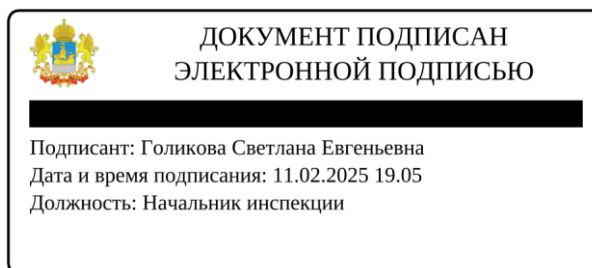 ДОКУМЕНТ ПОДПИСАН
ЭЛЕКТРОННОЙ ПОДПИСЬЮ
Подписант: Голикова Светлана Евгеньевна
Дата и время подписания: 11.02.2025 19.05
Должность: Начальник инспекции